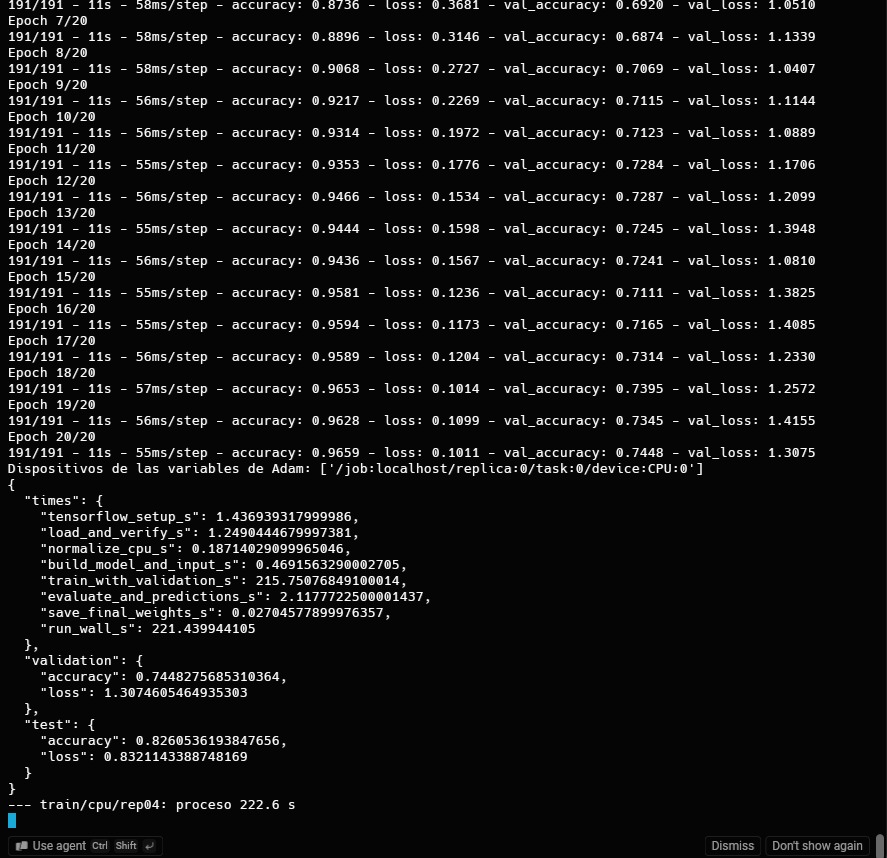 191/191 - 11s - 58ms/step - accuracy: 0.8736 - loss: 0.3681 - val_accuracy: 0.6920 - val_loss: 1.0510
Epoch 7/20
191/191 - 11s - 58ms/step - accuracy: 0.8896 - loss: 0.3146 - val_accuracy: 0.6874 - val_loss: 1.1339
Epoch 8/20
191/191 - 11s - 58ms/step - accuracy: 0.9068 - loss: 0.2727 - val_accuracy: 0.7069 - val_loss: 1.0407
Epoch 9/20
191/191 - 11s - 56ms/step - accuracy: 0.9217 - loss: 0.2269 - val_accuracy: 0.7115 - val_loss: 1.1144
Epoch 10/20
191/191 - 11s - 56ms/step - accuracy: 0.9314 - loss: 0.1972 - val_accuracy: 0.7123 - val_loss: 1.0889
Epoch 11/20
191/191 - 11s - 55ms/step - accuracy: 0.9353 - loss: 0.1776 - val_accuracy: 0.7284 - val_loss: 1.1706
Epoch 12/20
191/191 - 11s - 56ms/step - accuracy: 0.9466 - loss: 0.1534 - val_accuracy: 0.7287 - val_loss: 1.2099
Epoch 13/20
191/191 - 11s - 55ms/step - accuracy: 0.9444 - loss: 0.1598 - val_accuracy: 0.7245 - val_loss: 1.3948
Epoch 14/20
191/191 - 11s - 56ms/step - accuracy: 0.9436 - loss: 0.1567 - val_accuracy: 0.7241 - val_loss: 1.0810
Epoch 15/20
191/191 - 11s - 55ms/step - accuracy: 0.9581 - loss: 0.1236 - val_accuracy: 0.7111 - val_loss: 1.3825
Epoch 16/20
191/191 - 11s - 55ms/step - accuracy: 0.9594 - loss: 0.1173 - val_accuracy: 0.7165 - val_loss: 1.4085
Epoch 17/20
191/191 - 11s - 56ms/step - accuracy: 0.9589 - loss: 0.1204 - val_accuracy: 0.7314 - val_loss: 1.2330
Epoch 18/20
191/191 - 11s - 57ms/step - accuracy: 0.9653 - loss: 0.1014 - val_accuracy: 0.7395 - val_loss: 1.2572
Epoch 19/20
191/191 - 11s - 56ms/step - accuracy: 0.9628 - loss: 0.1099 - val_accuracy: 0.7345 - val_loss: 1.4155
Epoch 20/20
191/191 - 11s - 55ms/step - accuracy: 0.9659 - loss: 0.1011 - val_accuracy: 0.7448 - val_loss: 1.3075
Dispositivos de las variables de Adam: ['/job:localhost/replica:0/task:0/device:CPU:0']
{
  "times": {
    "tensorflow_setup_s": 1.436939317999986,
    "load_and_verify_s": 1.2490444679997381,
    "normalize_cpu_s": 0.18714029099965046,
    "build_model_and_input_s": 0.4691563290002705,
    "train_with_validation_s": 215.75076849100014,
    "evaluate_and_predictions_s": 2.1177722500001437,
    "save_final_weights_s": 0.02704577899976357,
    "run_wall_s": 221.439944105
  },
  "validation": {
    "accuracy": 0.7448275685310364,
    "loss": 1.3074605464935303
  },
  "test": {
    "accuracy": 0.8260536193847656,
    "loss": 0.8321143388748169
  }
}
--- train/cpu/rep04: proceso 222.6 s
Use agent Ctrl Shift ↵ Dismiss Don't show again